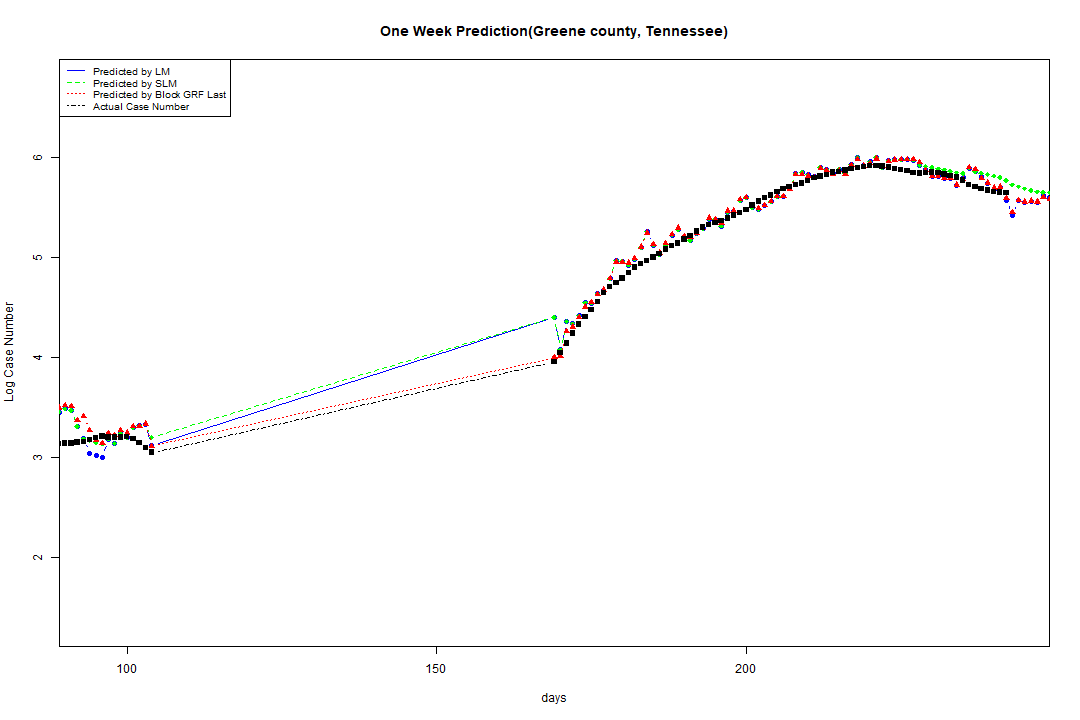 One Week Prediction(Greene county, Tennessee)
Predicted by LM
Predicted by SLM
Predicted by Block GRF Last
Actual Case Number
6
5
4
3
2
Log Case Number
100
150
200
days